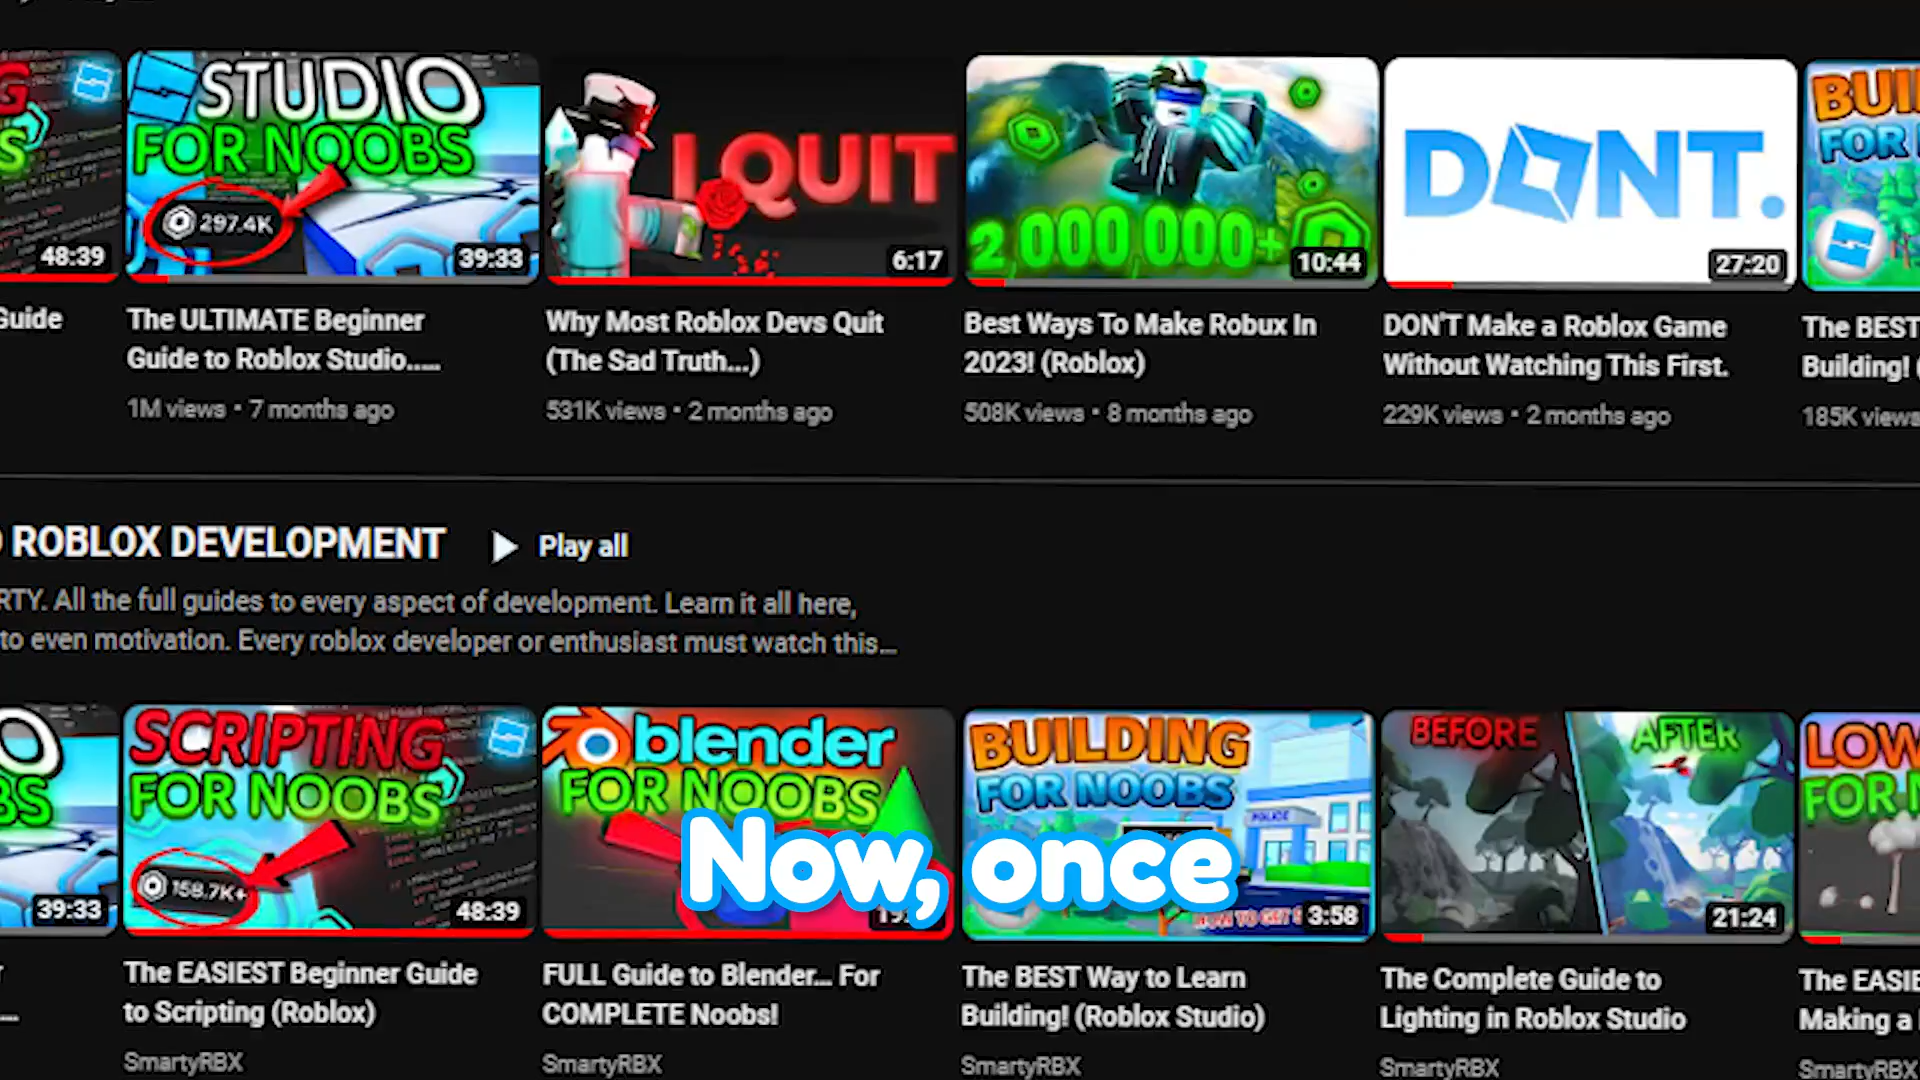 STUDIO
FOR NOOBS
297.4K
48:39
39:33
I QUIT
6:17
2,000,000+
10:44
DONT.
27:20
BUIL
FOR
Guide
The ULTIMATE Beginner
Guide to Roblox Studio.....
1M views • 7 months ago
Why Most Roblox Devs Quit
(The Sad Truth...)
531K views • 2 months ago
Best Ways To Make Robux In
2023! (Roblox)
508K views • 8 months ago
DON'T Make a Roblox Game
Without Watching This First.
229K views • 2 months ago
The BEST
Building!
185K views
ROBLOX DEVELOPMENT
Play all
RTY. All the full guides to every aspect of development. Learn it all here,
to even motivation. Every roblox developer or enthusiast must watch this...
39:33
SCRIPTING
FOR NOOBS
158.7K+
48:39
blender
FOR NOOBS
BUILDING
FOR NOOBS
POLICE
3:58
BEFORE
AFTER
21:24
LOW
FOR N
Now, once
The EASIEST Beginner Guide
to Scripting (Roblox)
SmartyRBX
FULL Guide to Blender... For
COMPLETE Noobs!
SmartyRBX
The BEST Way to Learn
Building! (Roblox Studio)
SmartyRBX
The Complete Guide to
Lighting in Roblox Studio
SmartyRBX
The EASIE
Making a
SmartyRBX